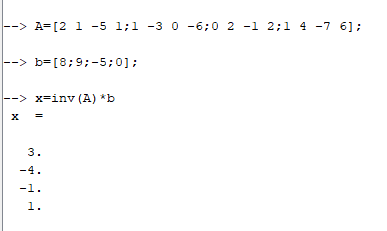 --> A=[2 1 -5 1;1 -3 0 -6;0 2 -1 2;1 4 -7 6];
--> b=[8;9;-5;0];
--> x=inv(A)*b
x  =
3.
-4.
-1.
1.